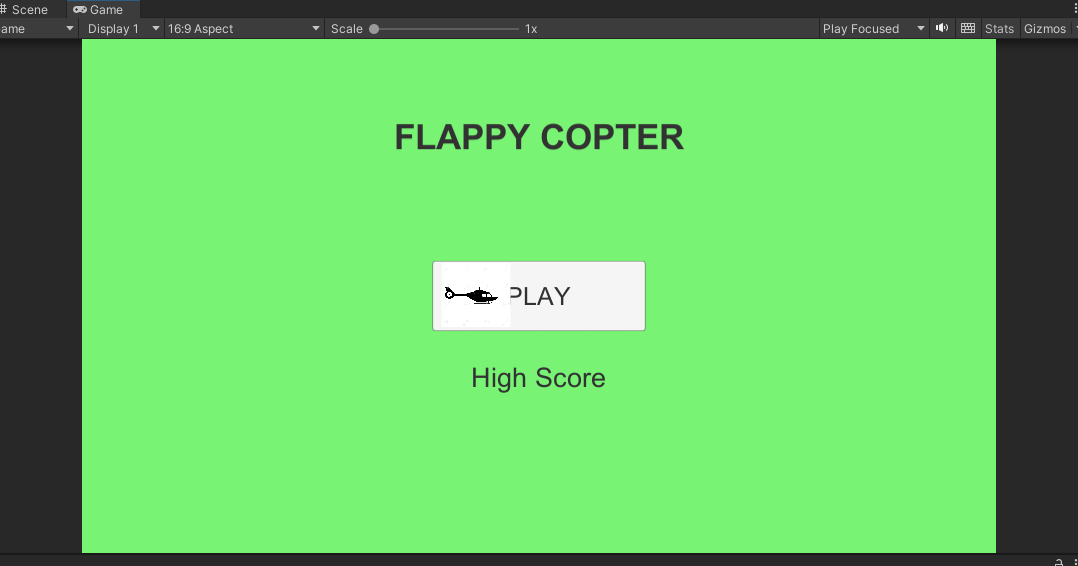 Scene Game
ame Display 1 16:9 Aspect Scale 1x Play Focused Stats Gizmos
FLAPPY COPTER
PLAY
High Score